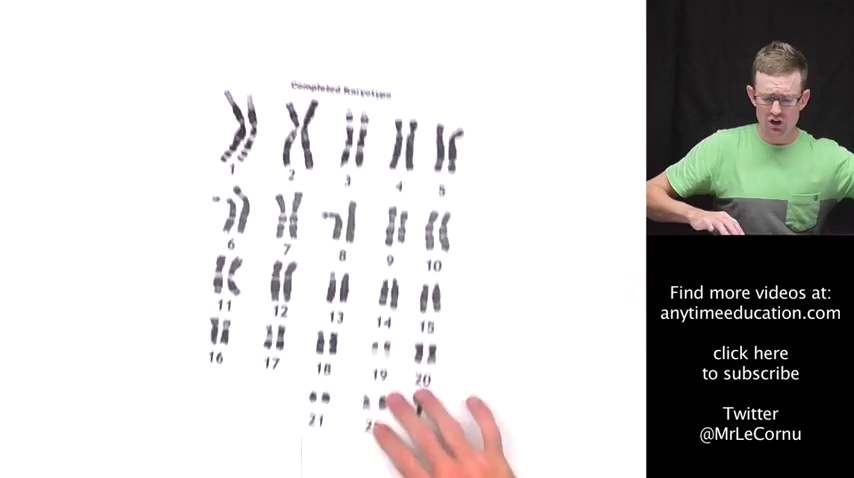 Completed Karyotype
1 2 3 4 5
6 7 8 9 10
11 12 13 14 15
16 17 18 19 20
21
Find more videos at:
anytimeeducation.com
click here
to subscribe
Twitter
@MrLeCornu